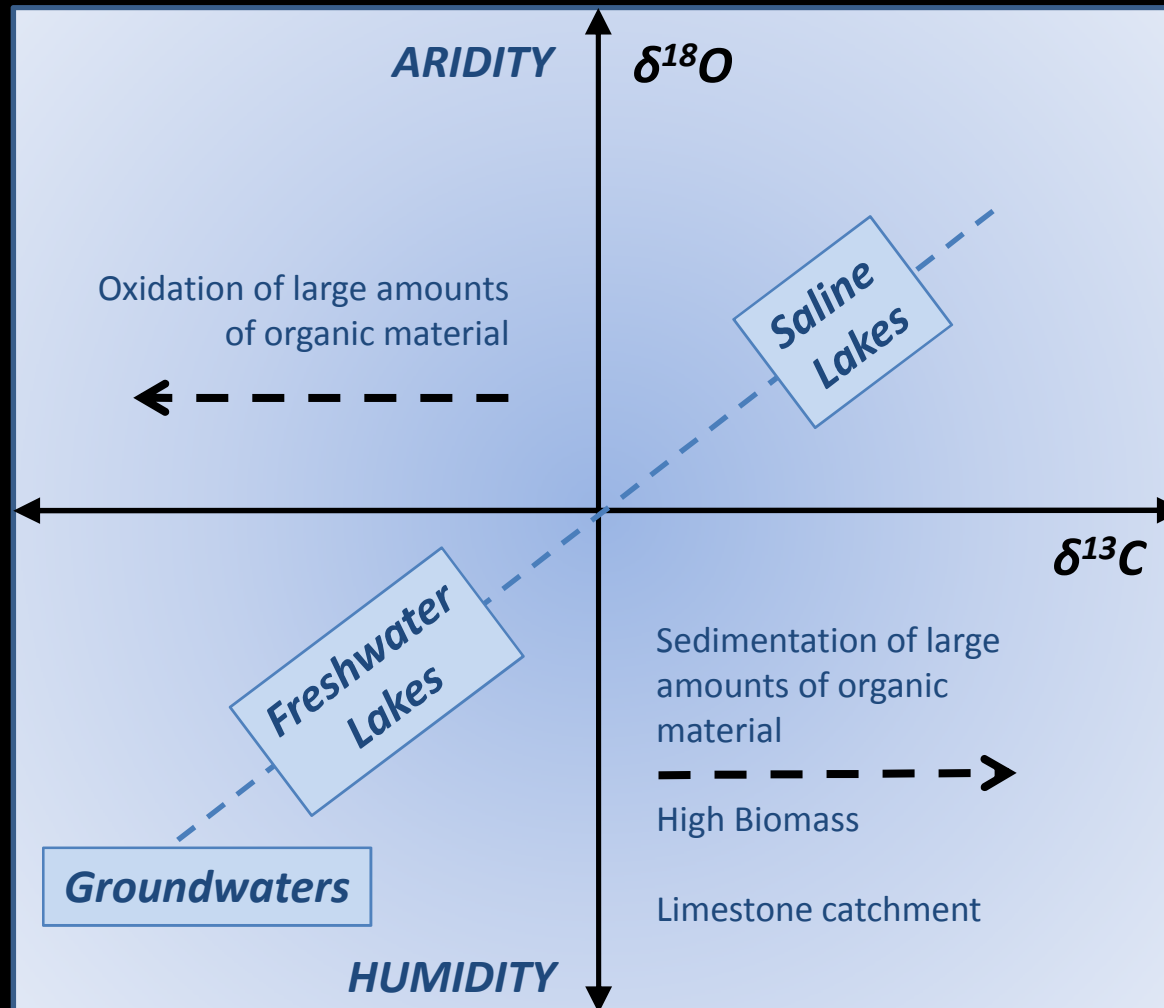 ARIDITY
δ¹⁸O
Oxidation of large amounts
of organic material
Saline
Lakes
δ¹³C
Freshwater
Lakes
Sedimentation of large
amounts of organic
material
High Biomass
Groundwaters
Limestone catchment
HUMIDITY